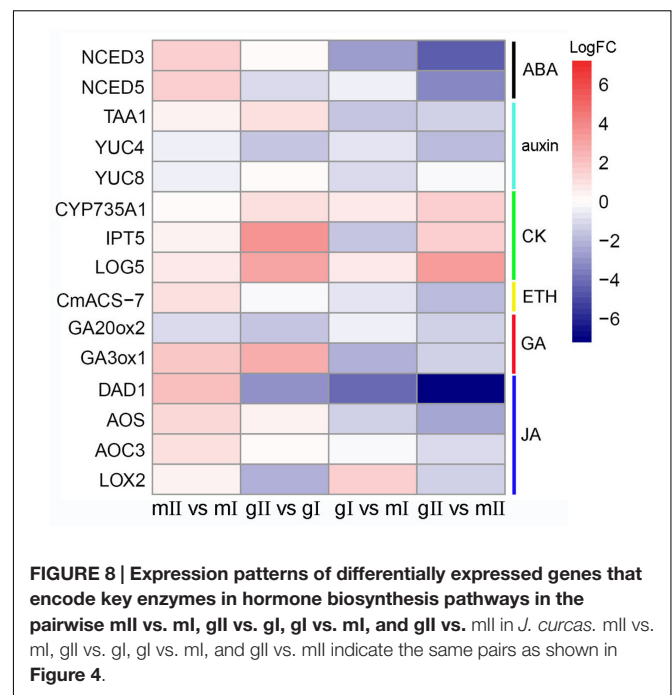 NCED3
NCED5
TAA1
YUC4
YUC8
CYP735A1
IPT5
LOG5
CmACS-7
GA20ox2
GA3ox1
DAD1
AOS
AOC3
LOX2
mII vs mI gII vs gI gI vs mI gII vs mII
ABA
auxin
CK
ETH
GA
JA
LogFC
6
4
2
0
−2
−4
−6
FIGURE 8 | Expression patterns of differentially expressed genes that
encode key enzymes in hormone biosynthesis pathways in the
pairwise mII vs. mI, gII vs. gI, gI vs. mI, and gII vs. mII in J. curcas. mII vs.
mI, gII vs. gI, gI vs. mI, and gII vs. mII indicate the same pairs as shown in
Figure 4.